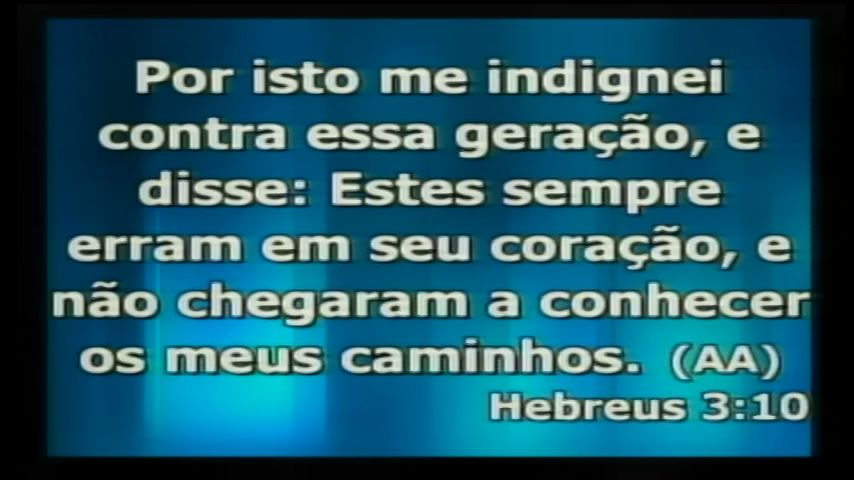 Por isto me indignei
contra essa geração, e
disse: Estes sempre
erram em seu coração, e
não chegaram a conhecer
os meus caminhos. (AA)
Hebreus 3:10